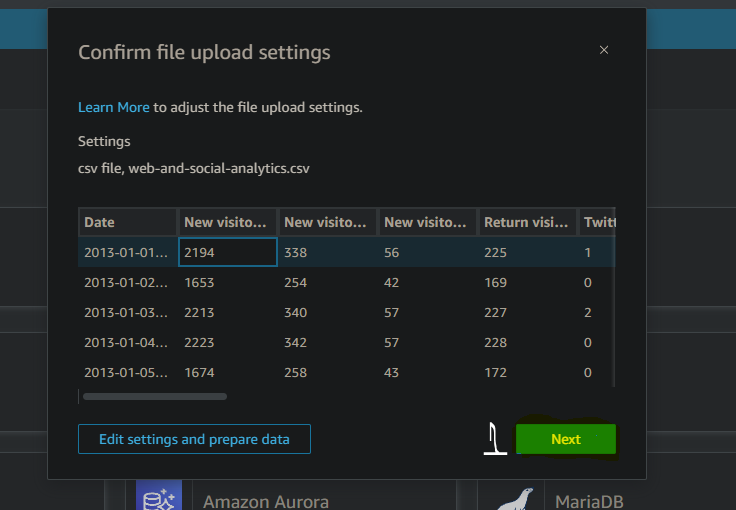 Confirm file upload settings ×
Learn More to adjust the file upload settings.
Settings
csv file, web-and-social-analytics.csv
Date New visito... New visito... New visito... Return visi... Twitt
2013-01-01... 2194 338 56 225 1
2013-01-02... 1653 254 42 169 0
2013-01-03... 2213 340 57 227 2
2013-01-04... 2223 342 57 228 0
2013-01-05... 1674 258 43 172 0
Edit settings and prepare data 1 Next
Amazon Aurora MariaDB